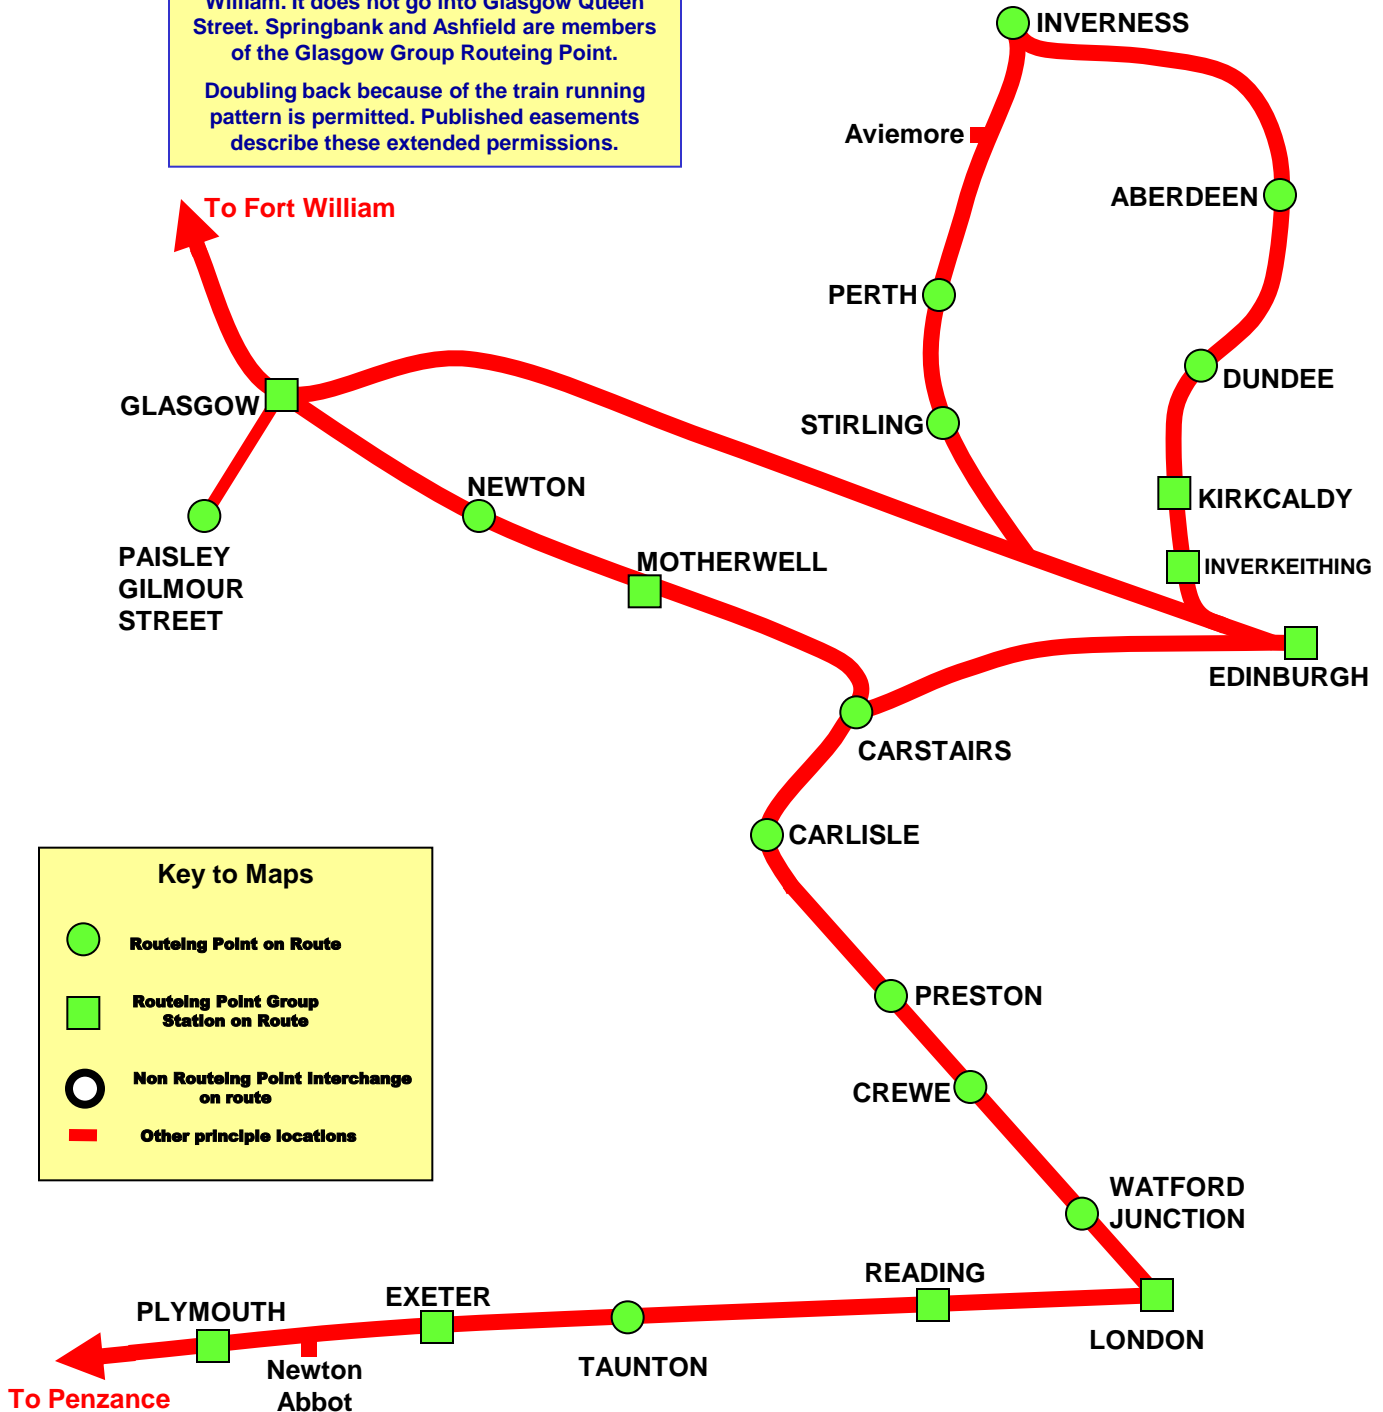 William. It does not go into Glasgow Queen
Street. Springbank and Ashfield are members
of the Glasgow Group Routeing Point.
Doubling back because of the train running
pattern is permitted. Published easements
describe these extended permissions.
INVERNESS
Aviemore
ABERDEEN
To Fort William
PERTH
DUNDEE
GLASGOW
STIRLING
NEWTON
KIRKCALDY
PAISLEY
GILMOUR
STREET
MOTHERWELL
INVERKEITHING
EDINBURGH
CARSTAIRS
CARLISLE
Key to Maps
Routeing Point on Route
Routeing Point Group
Station on Route
Non Routeing Point Interchange
on route
Other principle locations
PRESTON
CREWE
WATFORD
JUNCTION
READING
EXETER
PLYMOUTH
LONDON
TAUNTON
Newton
Abbot
To Penzance